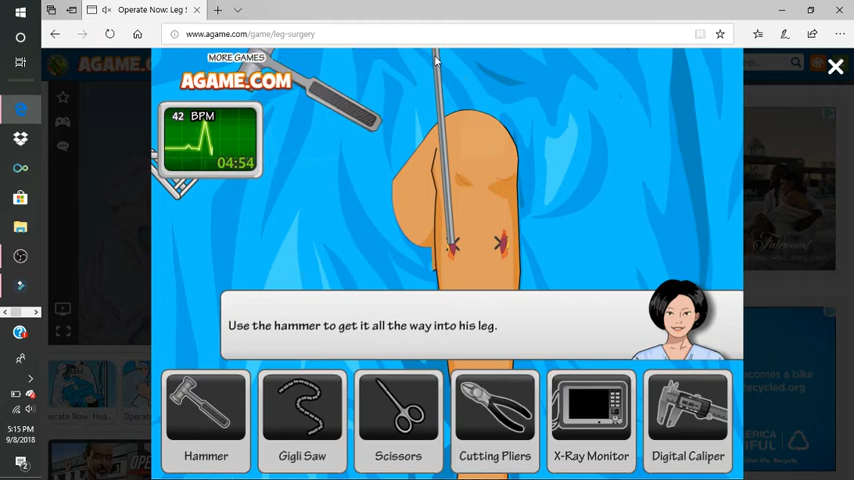 Operate Now: Leg S
www.agame.com/game/leg-surgery
MORE GAMES
AGAME.COM
42 BPM
04:54
Use the hammer to get it all the way into his leg.
Hammer
Gigli Saw
Scissors
Cutting Pliers
X-Ray Monitor
Digital Caliper
5:15 PM
9/8/2018